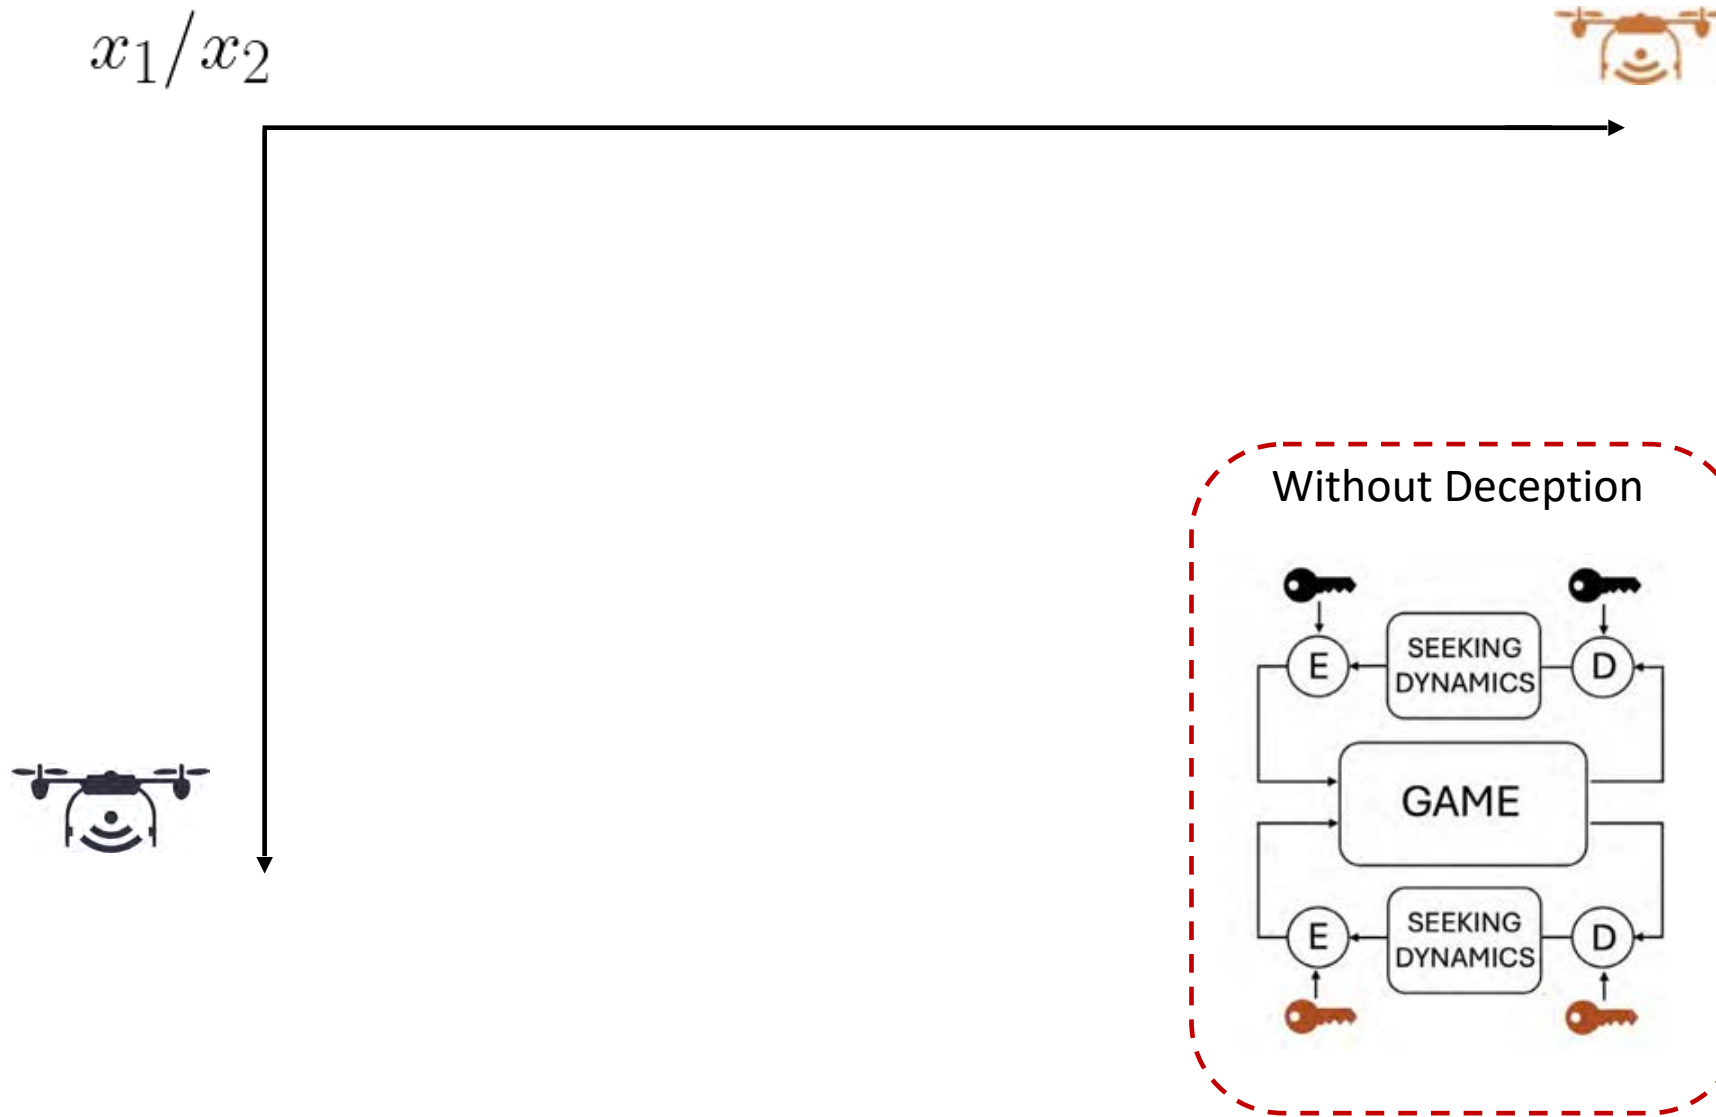 x1/x2
Without Deception
E
SEEKING
DYNAMICS
D
GAME
E
SEEKING
DYNAMICS
D